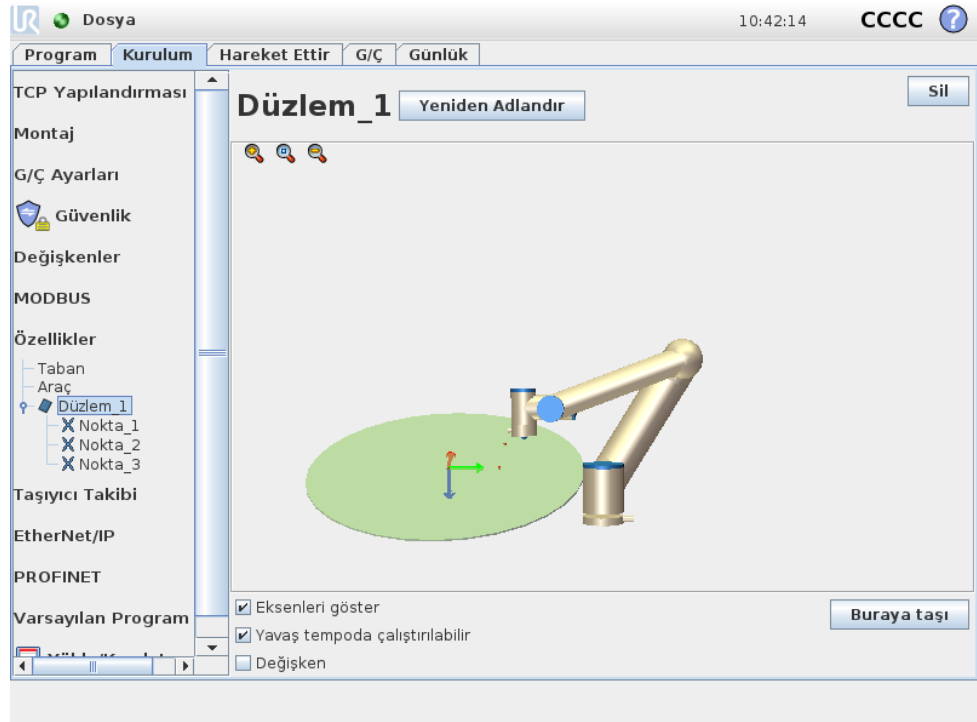 UR Dosya 10:42:14 CCCC ?
Program Kurulum Hareket Ettir G/Ç Günlük
TCP Yapılandırması
Montaj
G/Ç Ayarları
Güvenlik
Değişkenler
MODBUS
Özellikler
Taban
Araç
Düzlem_1
Nokta_1
Nokta_2
Nokta_3
Taşıyıcı Takibi
EtherNet/IP
PROFINET
Varsayılan Program
Düzlem_1 Yeniden Adlandır Sil
Eksenleri göster
Yavaş tempoda çalıştırılabilir
Değişken
Buraya taşı